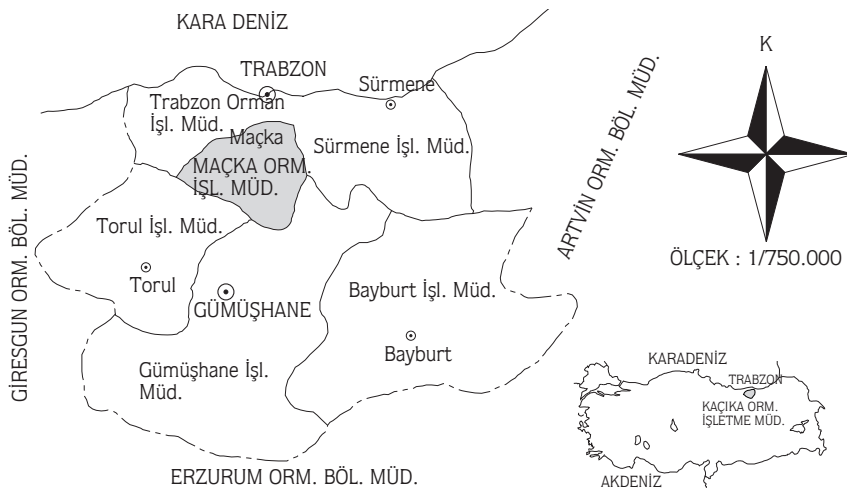 KARA DENİZ
TRABZON
Sürmene
Trabzon Orman
İşl. Müd.
Maçka
Sürmene İşl. Müd.
MAÇKA ORM.
İŞL. MÜD.
GİRESGUN ORM. BÖL. MÜD.
Torul İşl. Müd.
Torul
GÜMÜŞHANE
Bayburt İşl. Müd.
Bayburt
Gümüşhane İşl.
Müd.
ERZURUM ORM. BÖL. MÜD.
ARTVİN ORM. BÖL. MÜD.
K
ÖLÇEK : 1/750.000
KARADENİZ
TRABZON
KAÇIKA ORM.
İŞLETME MÜD.
AKDENİZ